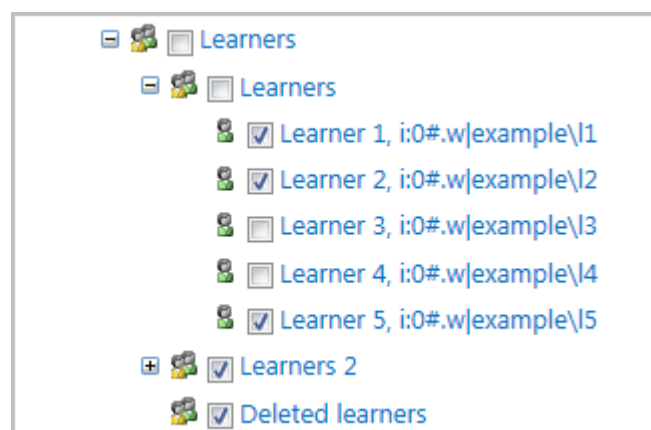 Learners
Learners
Learner 1, i:0#.w|example\l1
Learner 2, i:0#.w|example\l2
Learner 3, i:0#.w|example\l3
Learner 4, i:0#.w|example\l4
Learner 5, i:0#.w|example\l5
Learners 2
Deleted learners